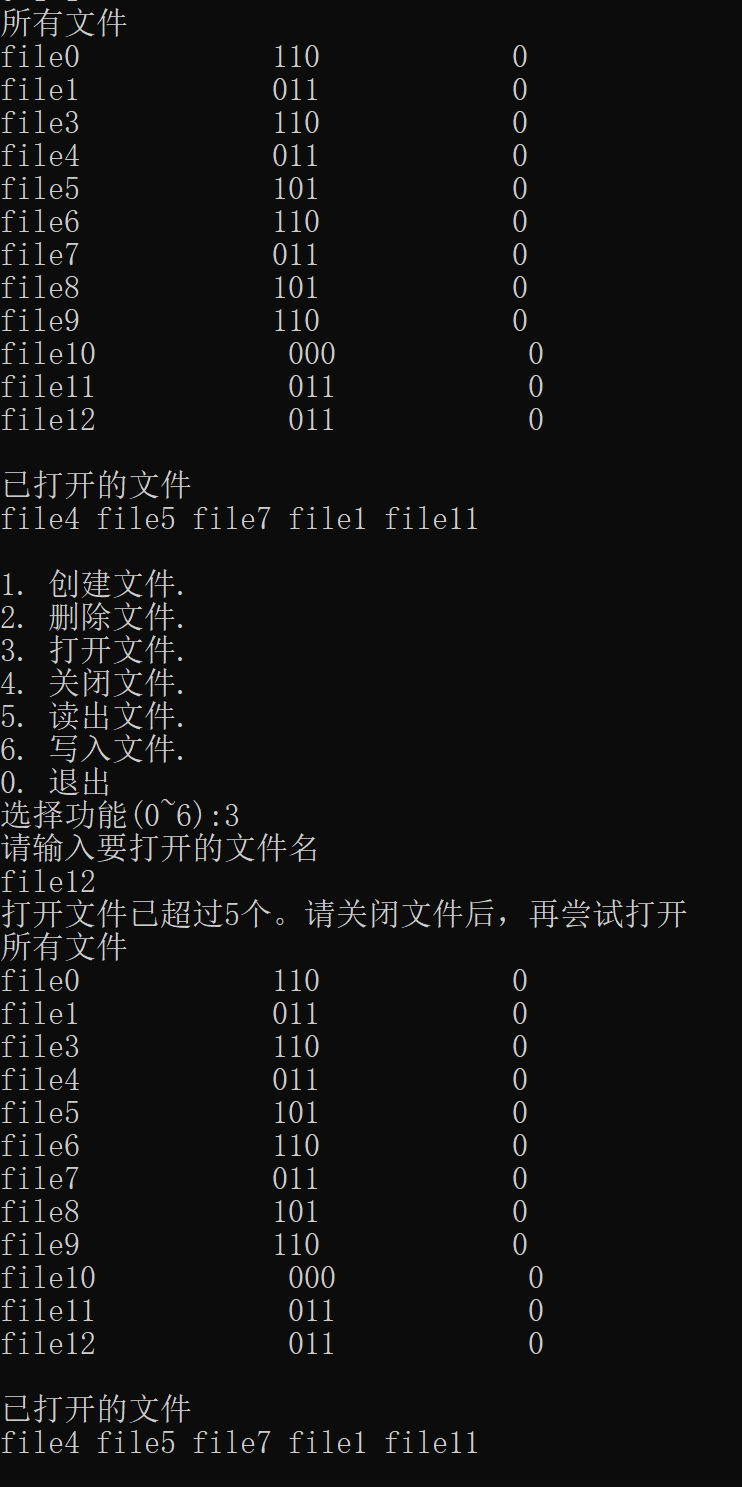 所有文件
file0 110 0
file1 011 0
file3 110 0
file4 011 0
file5 101 0
file6 110 0
file7 011 0
file8 101 0
file9 110 0
file10 000 0
file11 011 0
file12 011 0
已打开的文件
file4 file5 file7 file1 file11
1. 创建文件.
2. 删除文件.
3. 打开文件.
4. 关闭文件.
5. 读出文件.
6. 写入文件.
0. 退出
选择功能(0~6):3
请输入要打开的文件名
file12
打开文件已超过5个。请关闭文件后，再尝试打开
所有文件
file0 110 0
file1 011 0
file3 110 0
file4 011 0
file5 101 0
file6 110 0
file7 011 0
file8 101 0
file9 110 0
file10 000 0
file11 011 0
file12 011 0
已打开的文件
file4 file5 file7 file1 file11